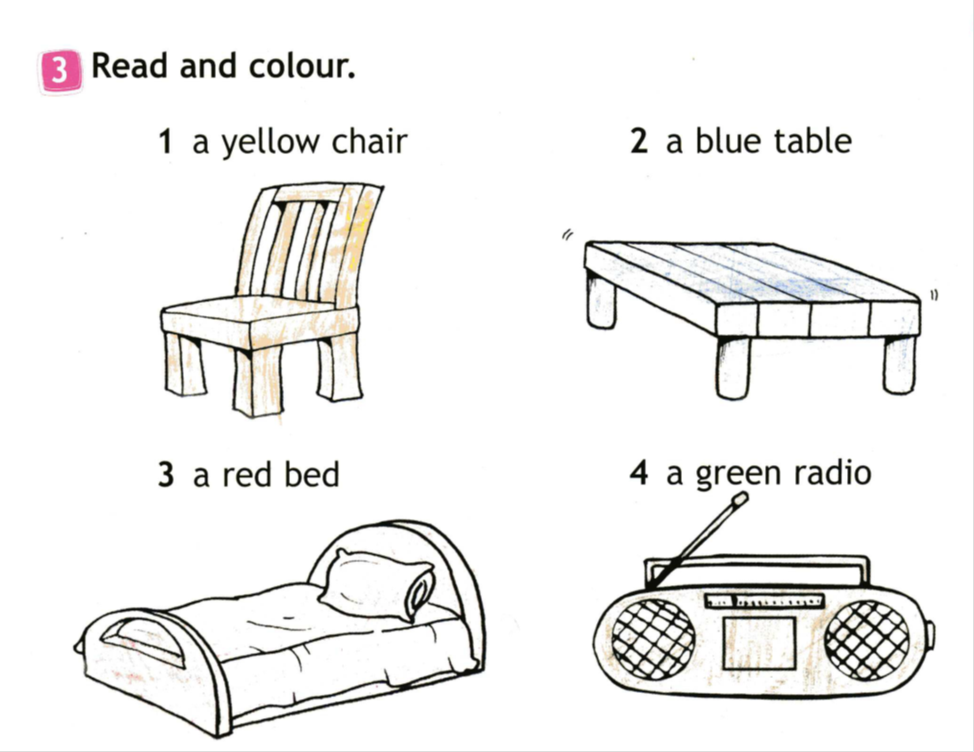 3 Read and colour.
1 a yellow chair
2 a blue table
3 a red bed
4 a green radio